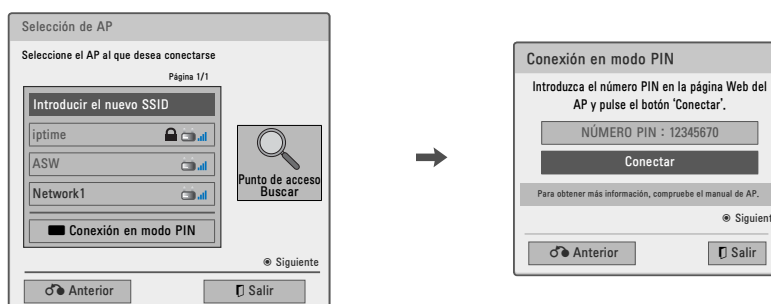 Selección de AP
Seleccione el AP al que desea conectarse
Página 1/1
Introducir el nuevo SSID
iptime
ASW
Network1
Conexión en modo PIN
Punto de acceso
Buscar
Siguiente
Anterior
Salir
Conexión en modo PIN
Introduzca el número PIN en la página Web del
AP y pulse el botón ‘Conectar’.
NÚMERO PIN : 12345670
Conectar
Para obtener más información, compruebe el manual de AP.
Siguient
Anterior
Salir